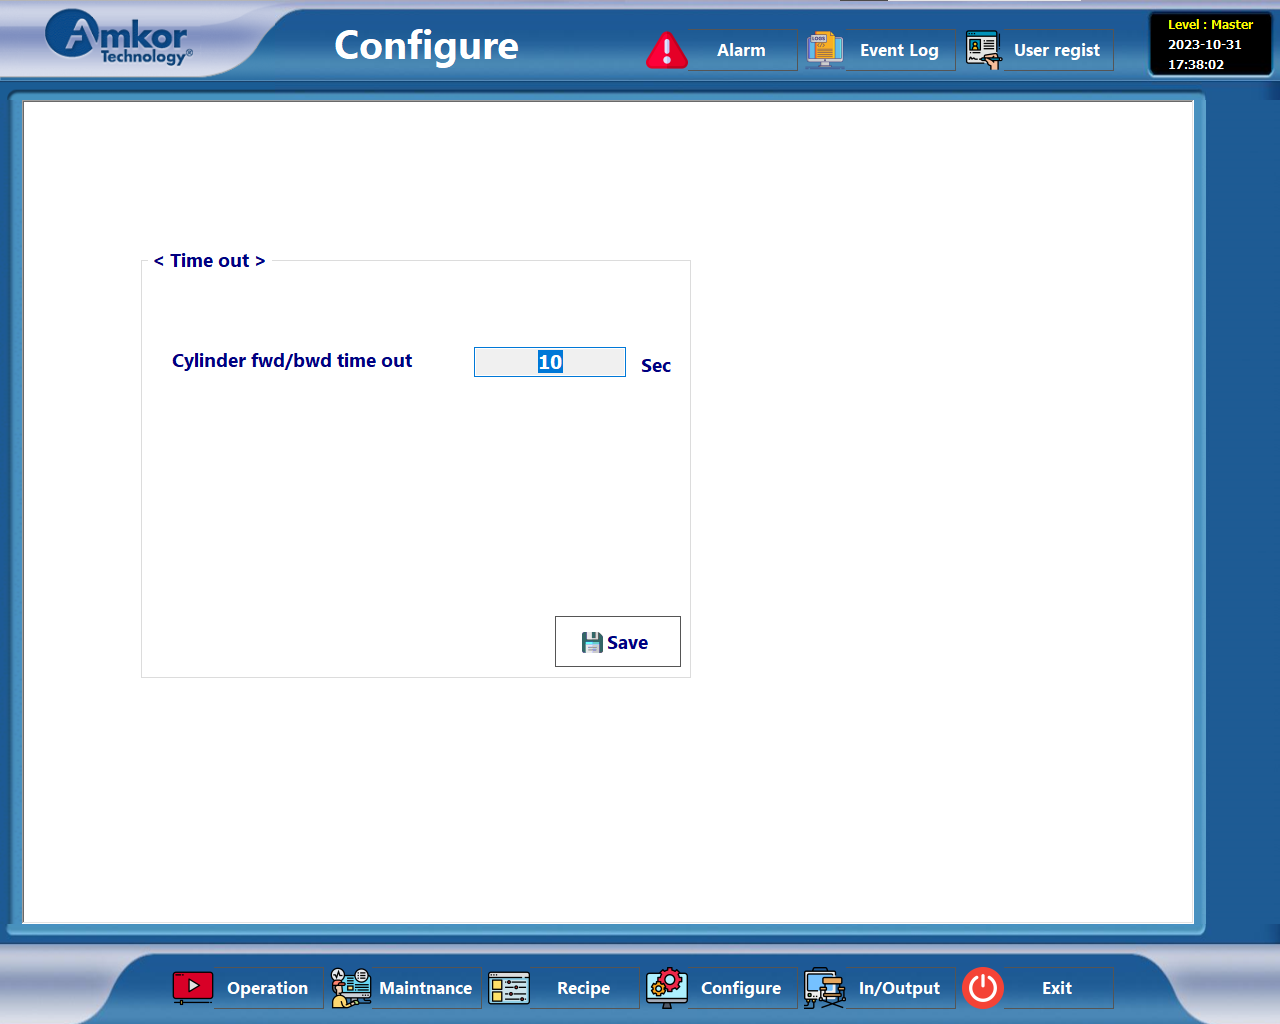 Amkor
Technology®
Configure
Alarm
LOGS
Event Log
User regist
Level : Master
2023-10-31
17:38:02
< Time out >
Cylinder fwd/bwd time out
10
Sec
Save
Operation
Maintnance
Recipe
Configure
In/Output
Exit